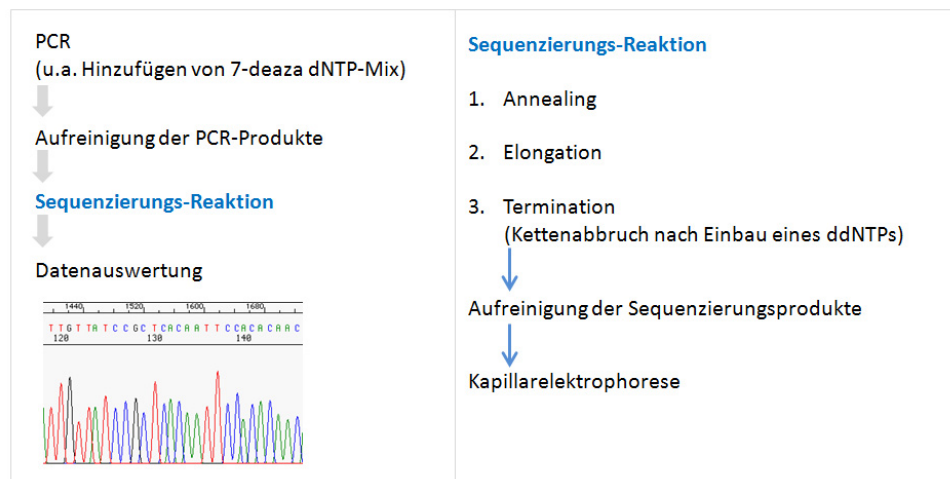 PCR
(u.a. Hinzufügen von 7-deaza dNTP-Mix)
Aufreinigung der PCR-Produkte
Sequenzierungs-Reaktion
Datenauswertung
1440 1520 1600 1680
T T G T T A T C C G C T C A C A A T T C C A C A C A A C
120 130 140
Sequenzierungs-Reaktion
1. Annealing
2. Elongation
3. Termination
(Kettenabbruch nach Einbau eines ddNTPs)
Aufreinigung der Sequenzierungsprodukte
Kapillarelektrophorese